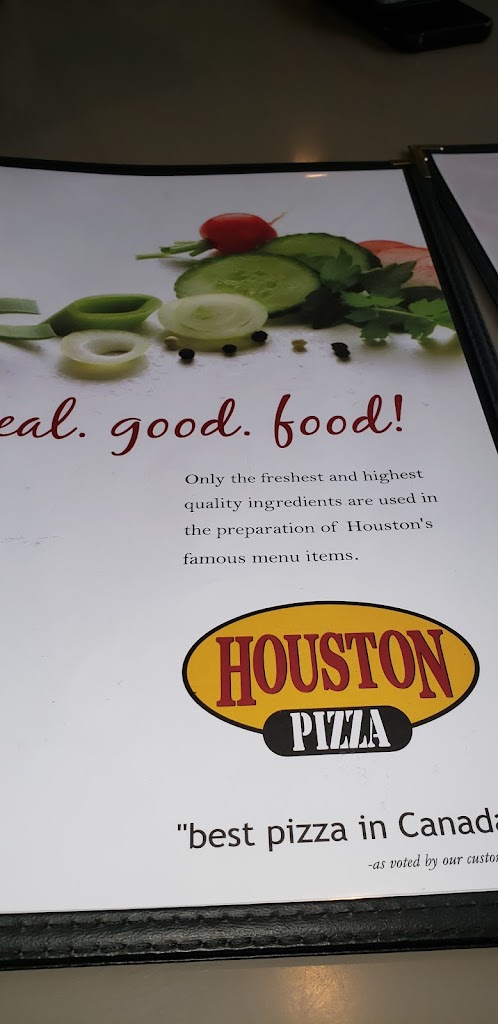 eal. good. food!
Only the freshest and highest
quality ingredients are used in
the preparation of Houston's
famous menu items.
HOUSTON
PIZZA
"best pizza in Canada
-as voted by our custo